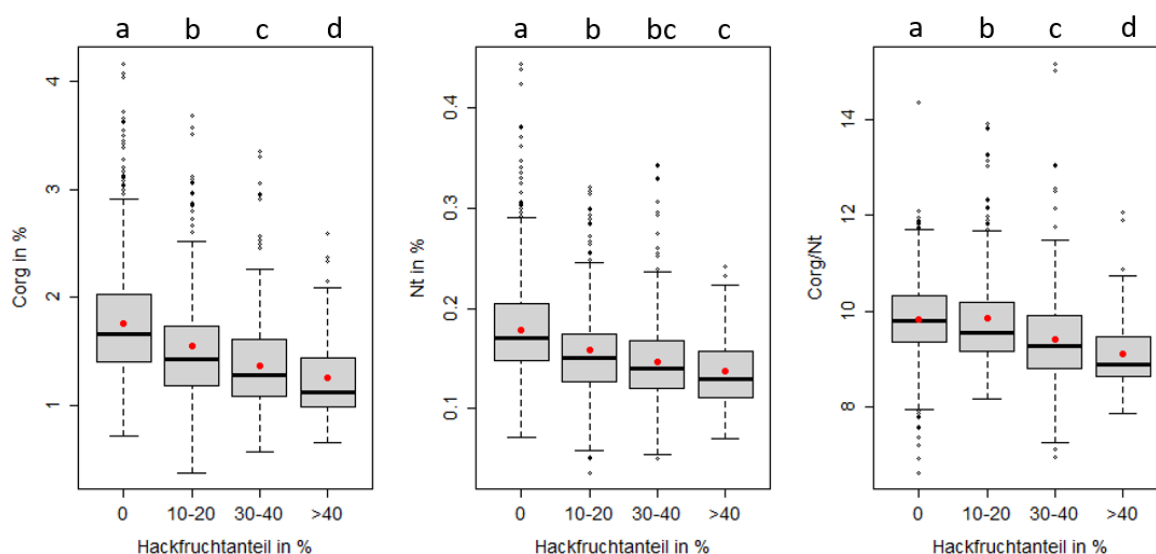 a b c d
Corg in %
4
3
2
1
0 10-20 30-40 >40
Hackfruchtanteil in %
a b bc c
Nt in %
0.4
0.3
0.2
0.1
0 10-20 30-40 >40
Hackfruchtanteil in %
a b c d
Corg/Nt
14
12
10
8
0 10-20 30-40 >40
Hackfruchtanteil in %